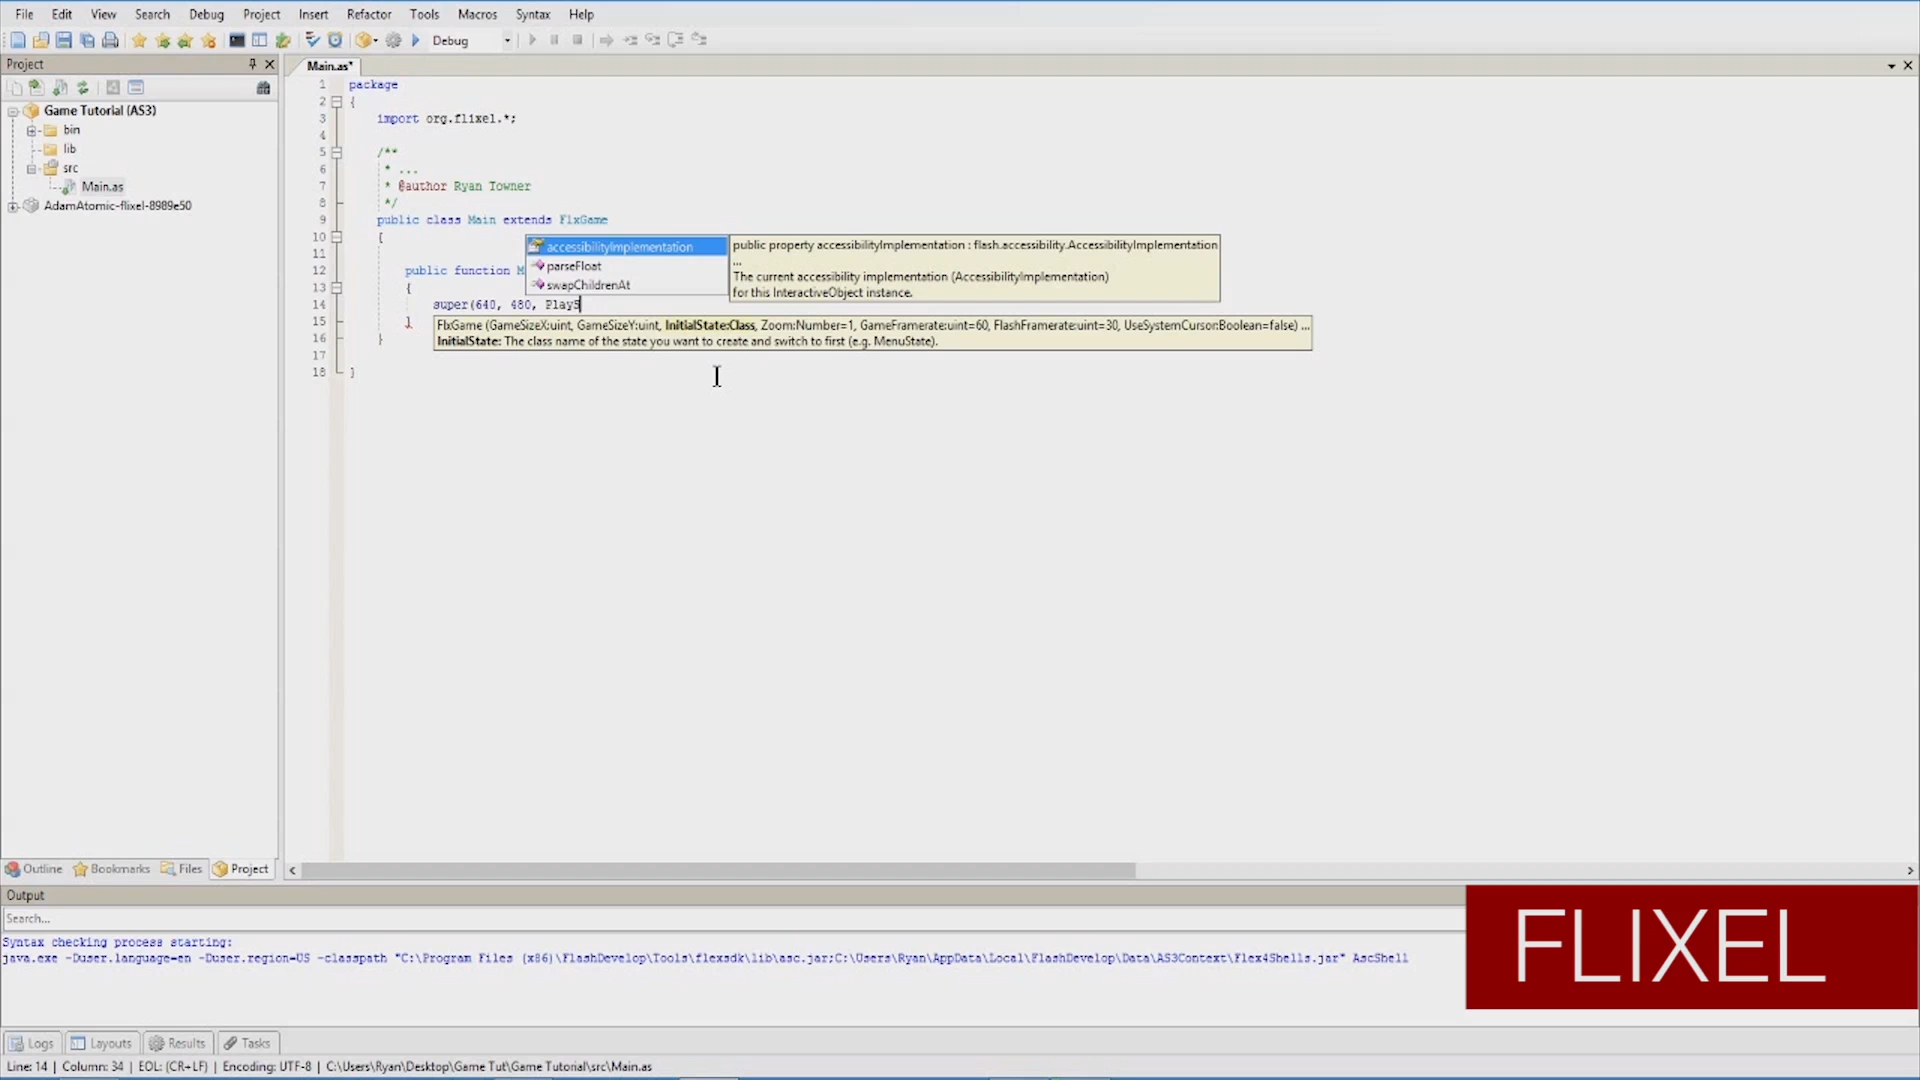 File Edit View Search Debug Project Insert Refactor Tools Macros Syntax Help
Debug
Project
Main.as*
Game Tutorial (AS3)
bin
lib
src
Main.as
AdamAtomic-flixel-8989e50
1 package
2 {
3 import org.flixel.*;
4
5 /**
6 * ...
7 * @author Ryan Towner
8 */
9 public class Main extends FlxGame
10 {
11
12 public function M
13 {
14 super(640, 480, PlayS
15 }
16 }
17
18 }
accessibilityImplementation
parseFloat
swapChildrenAt
public property accessibilityImplementation : flash.accessibility.AccessibilityImplementation
...
The current accessibility implementation (AccessibilityImplementation)
for this InteractiveObject instance.
FlxGame (GameSizeX:uint, GameSizeY:uint, InitialState:Class, Zoom:Number=1, GameFramerate:uint=60, FlashFramerate:uint=30, UseSystemCursor:Boolean=false) ...
InitialState: The class name of the state you want to create and switch to first (e.g. MenuState).
Outline Bookmarks Files Project
Output
Search...
Syntax checking process starting:
java.exe -Duser.language=en -Duser.region=US -classpath "C:\Program Files (x86)\FlashDevelop\Tools\flexsdk\lib\asc.jar;C:\Users\Ryan\AppData\Local\FlashDevelop\Data\AS3Context\Flex4Shells.jar" AscShell
FLIXEL
Logs Layouts Results Tasks
Line: 14 | Column: 34 | EOL: (CR+LF) | Encoding: UTF-8 | C:\Users\Ryan\Desktop\Game Tut\Game Tutorial\src\Main.as